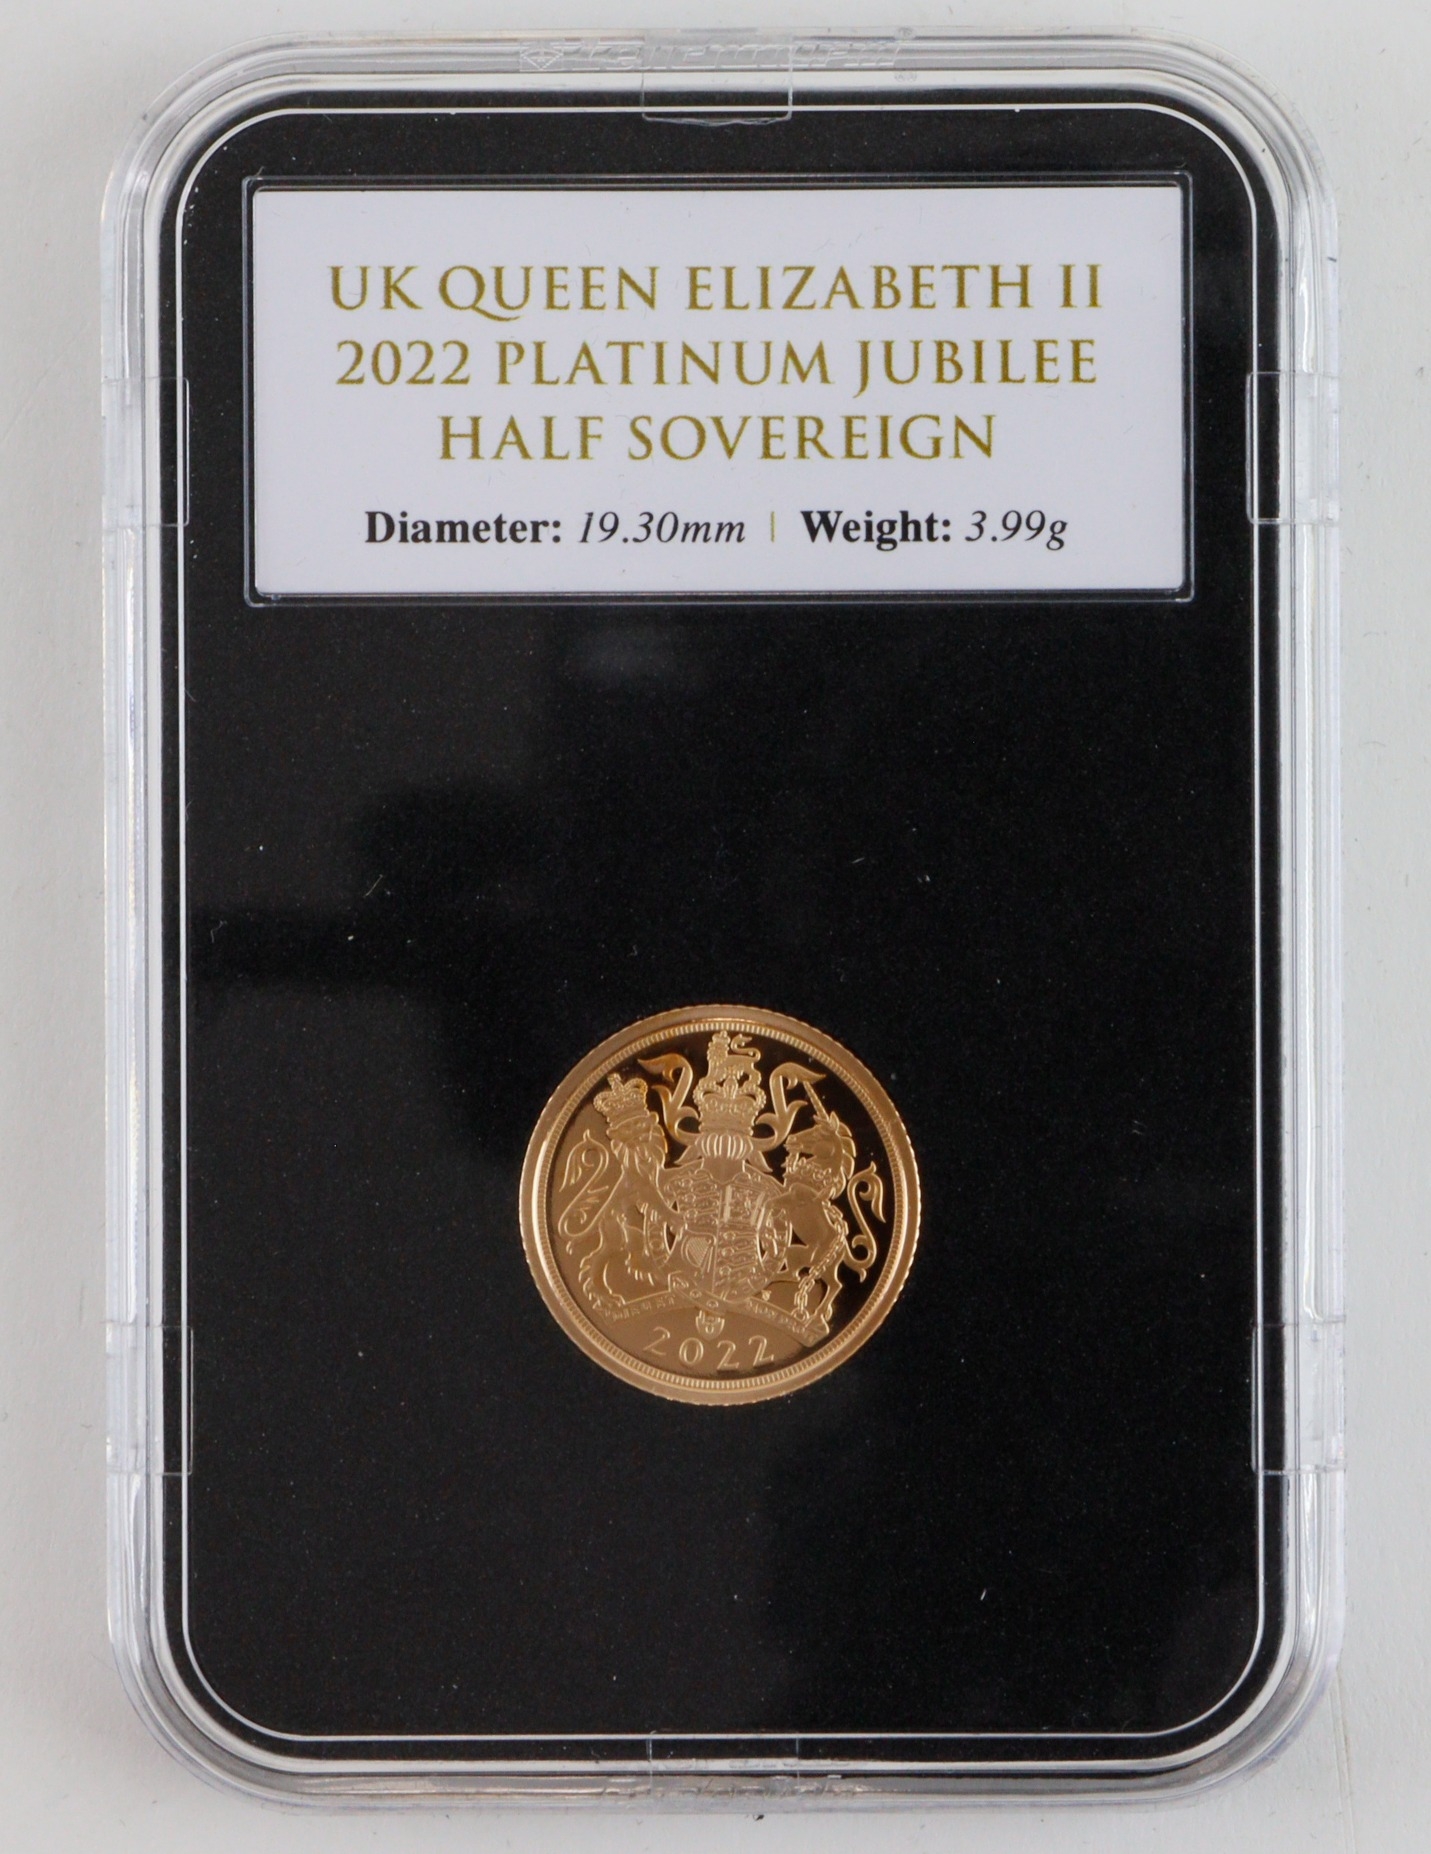 UK QUEEN ELIZABETH II
2022 PLATINUM JUBILEE
HALF SOVEREIGN
Diameter: 19.30mm | Weight: 3.99g
2022